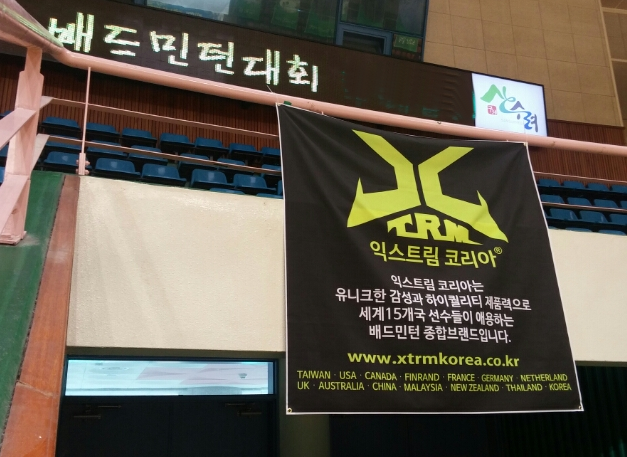 배드민턴대회
산수려
TRM
익스트림 코리아®
익스트림 코리아는
유니크한 감성과 하이퀄리티 제품력으로
세계15개국 선수들이 애용하는
배드민턴 종합브랜드입니다.
www.xtrmkorea.co.kr
TAIWAN · USA · CANADA · FINRAND · FRANCE GERMANY · NETHERLAND
UK · AUSTRALIA · CHINA · MALAYSIA · NEW ZEALAND · THAILAND · KOREA